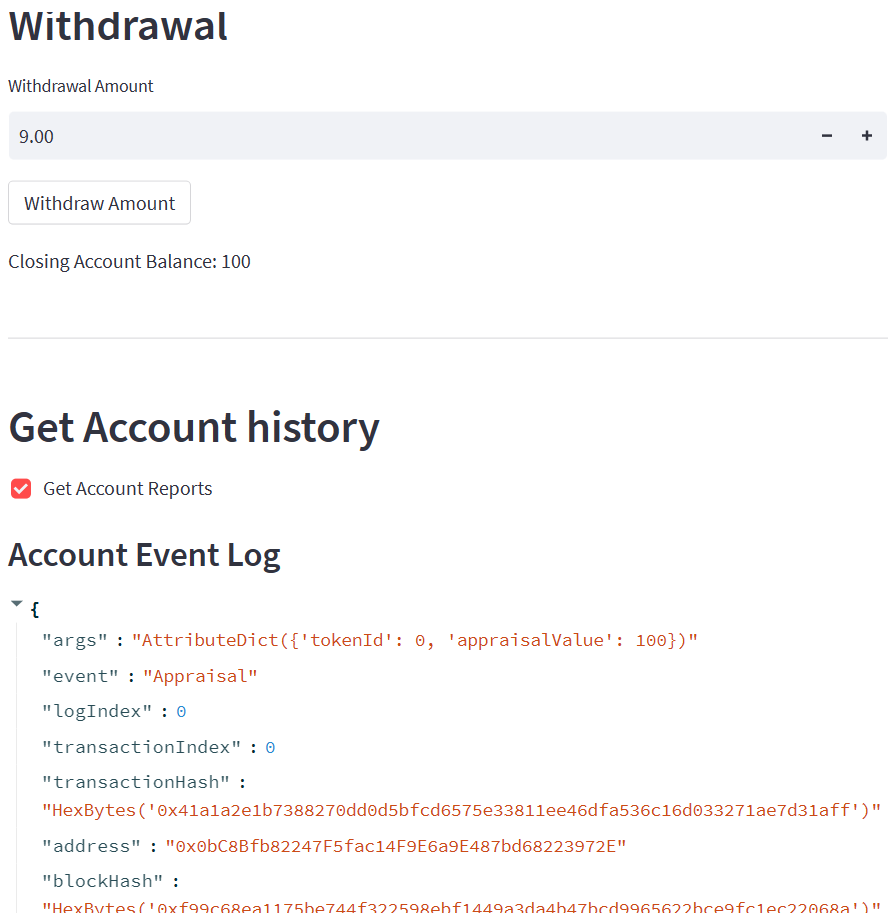 Withdrawal
Withdrawal Amount
9.00 − +
Withdraw Amount
Closing Account Balance: 100
Get Account history
Get Account Reports
Account Event Log
{
"args" : "AttributeDict({'tokenId': 0, 'appraisalValue': 100})"
"event" : "Appraisal"
"logIndex" : 0
"transactionIndex" : 0
"transactionHash" :
"HexBytes('0x41a1a2e1b7388270dd0d5bfcd6575e33811ee46dfa536c16d033271ae7d31aff')"
"address" : "0x0bC8Bfb82247F5fac14F9E6a9E487bd68223972E"
"blockHash" :
"HexBytes('0xf99c68ea1175be744f322598ebf1449a3da4b47bcd9965622bce9fc1ec22068a')"